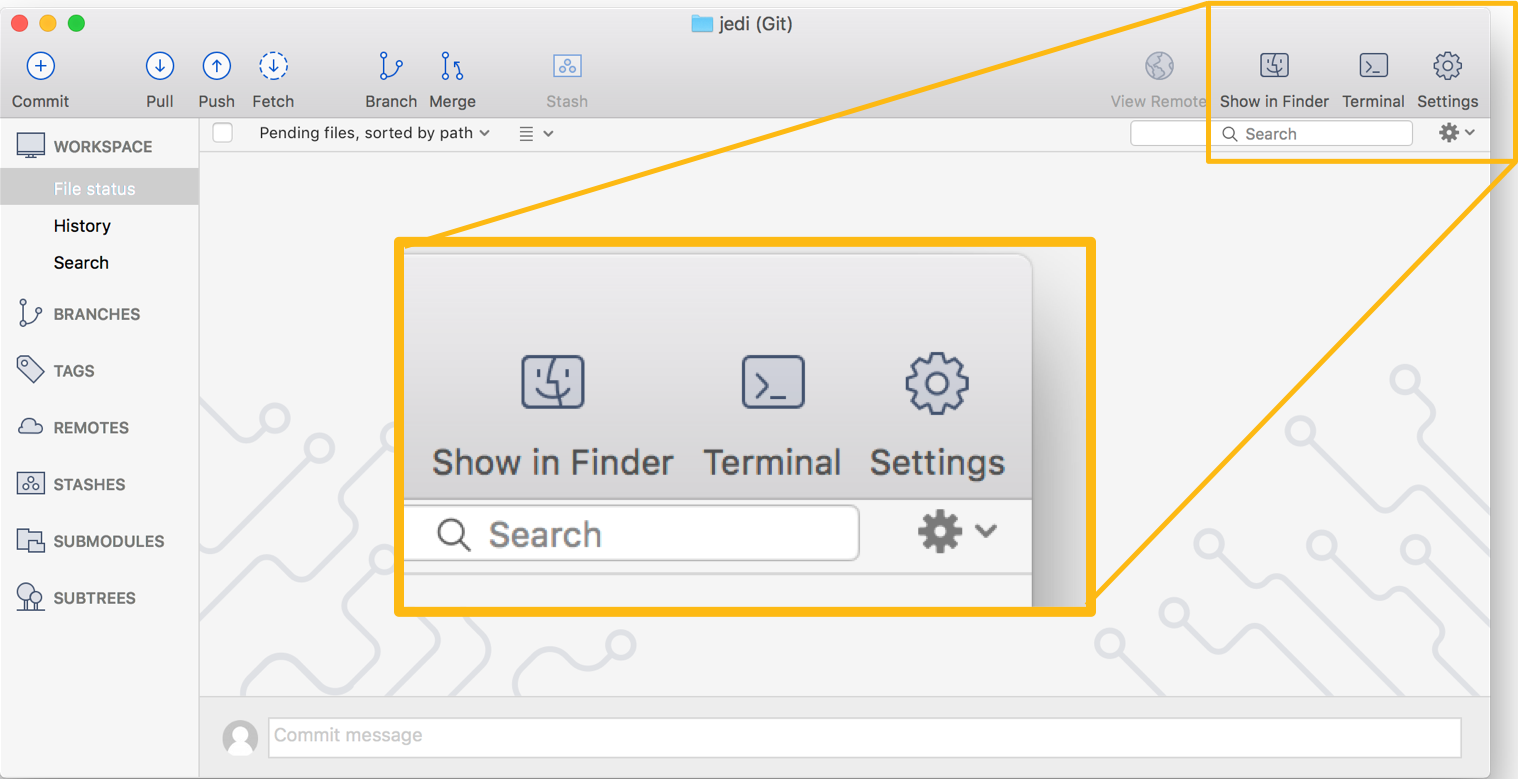 jedi (Git)
Commit Pull Push Fetch Branch Merge Stash View Remote Show in Finder Terminal Settings
Pending files, sorted by path
Search
WORKSPACE
File status
History
Search
BRANCHES
TAGS
REMOTES
STASHES
SUBMODULES
SUBTREES
Show in Finder Terminal Settings
Search
Commit message